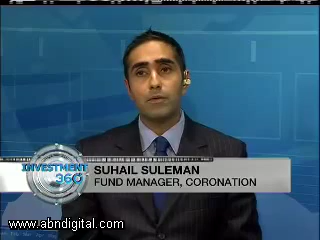 INVESTMENT
360°
SUHAIL SULEMAN
FUND MANAGER, CORONATION
www.abndigital.com